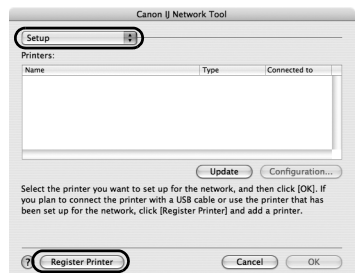 Canon IJ Network Tool
Setup
Printers:
Name Type Connected to
Update Configuration...
Select the printer you want to set up for the network, and then click [OK]. If
you plan to connect the printer with a USB cable or use the printer that has
been set up for the network, click [Register Printer] and add a printer.
? Register Printer Cancel OK